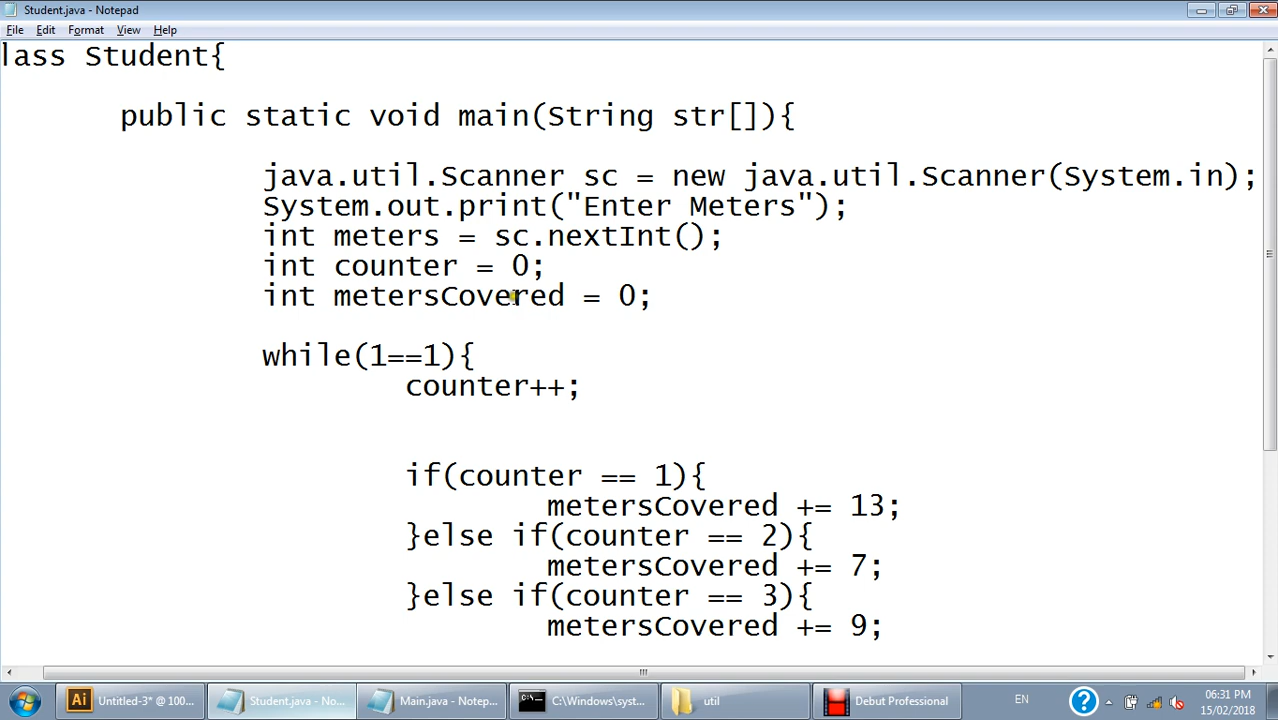 Student.java - Notepad
File Edit Format View Help
lass Student{
public static void main(String str[]){
java.util.Scanner sc = new java.util.Scanner(System.in);
System.out.print("Enter Meters");
int meters = sc.nextInt();
int counter = 0;
int metersCovered = 0;
while(1==1){
counter++;
if(counter == 1){
metersCovered += 13;
}else if(counter == 2){
metersCovered += 7;
}else if(counter == 3){
metersCovered += 9;
Untitled-3* @ 100... Student.java - No... Main.java - Notep... C:\Windows\syst... util Debut Professional EN 06:31 PM
15/02/2018